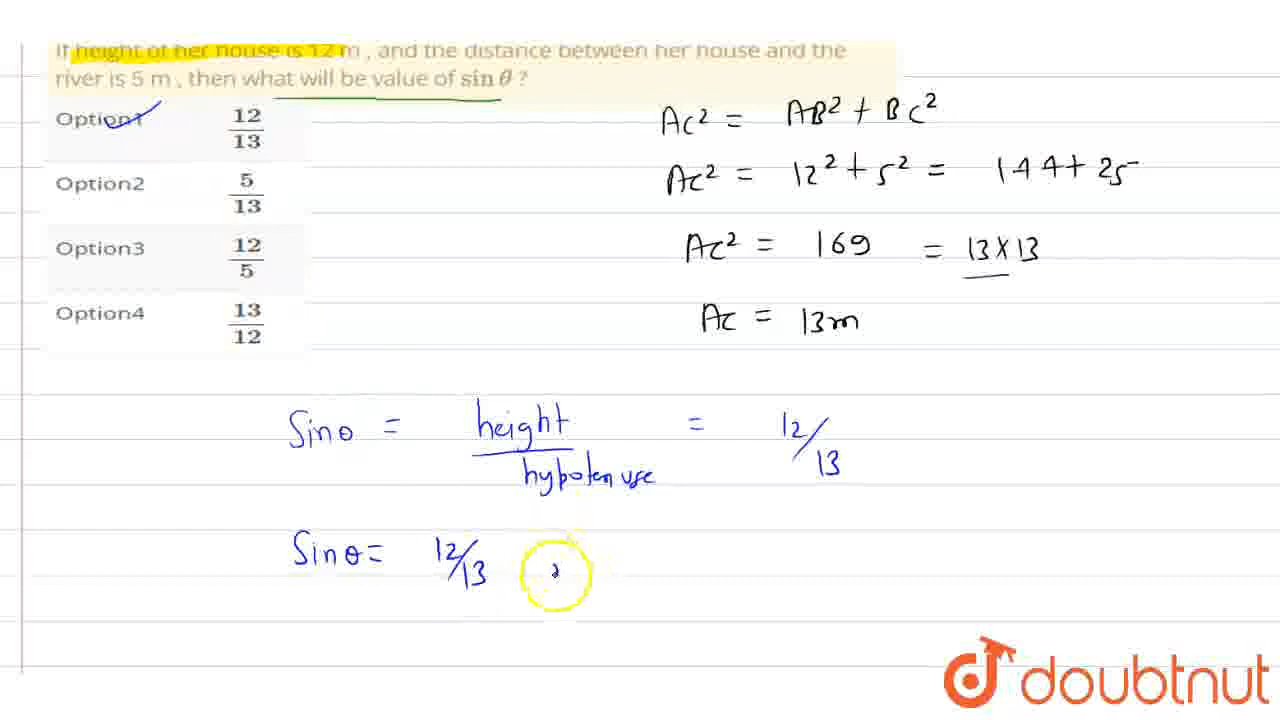 If height of her house is 12 m , and the distance between her house and the
river is 5 m , then what will be value of sin θ ?
Option1 12/13
Option2 5/13
Option3 12/5
Option4 13/12
AC² = AB² + BC²
AC² = 12² + 5² = 144 + 25
AC² = 169 = 13 × 13
AC = 13m
Sinθ = height/hypotenuse = 12/13
Sinθ = 12/13
doubtnut